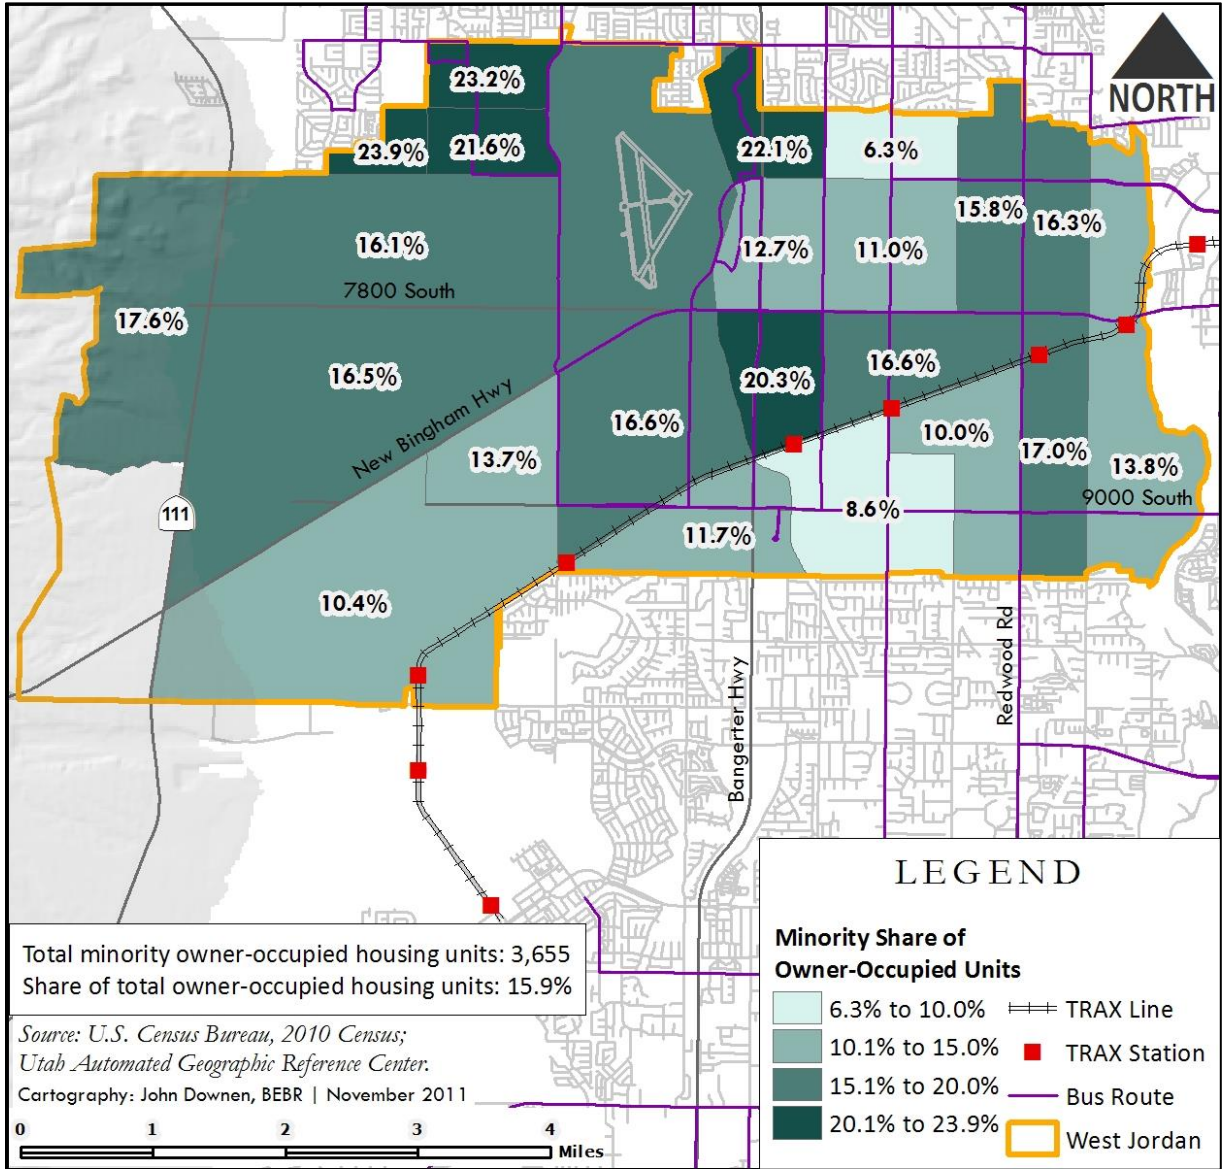 NORTH
23.2%
23.9%
21.6%
22.1%
6.3%
15.8%
16.3%
16.1%
12.7%
11.0%
7800 South
17.6%
16.5%
20.3%
16.6%
New Bingham Hwy
16.6%
10.0%
13.7%
17.0%
13.8%
9000 South
111
8.6%
11.7%
10.4%
Redwood Rd
Bangerter Hwy
LEGEND
Minority Share of
Owner-Occupied Units
6.3% to 10.0%
10.1% to 15.0%
15.1% to 20.0%
20.1% to 23.9%
TRAX Line
TRAX Station
Bus Route
West Jordan
Total minority owner-occupied housing units: 3,655
Share of total owner-occupied housing units: 15.9%
Source: U.S. Census Bureau, 2010 Census;
Utah Automated Geographic Reference Center.
Cartography: John Downen, BEBR | November 2011
0 1 2 3 4
Miles